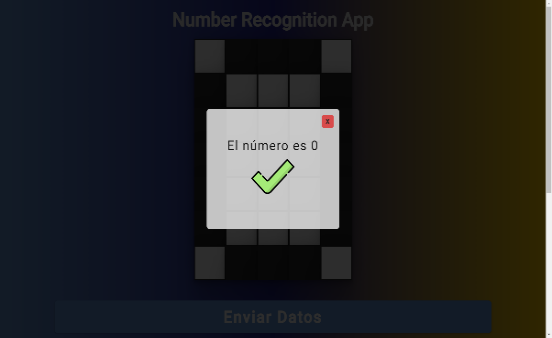 Number Recognition App
x
El número es 0
Enviar Datos